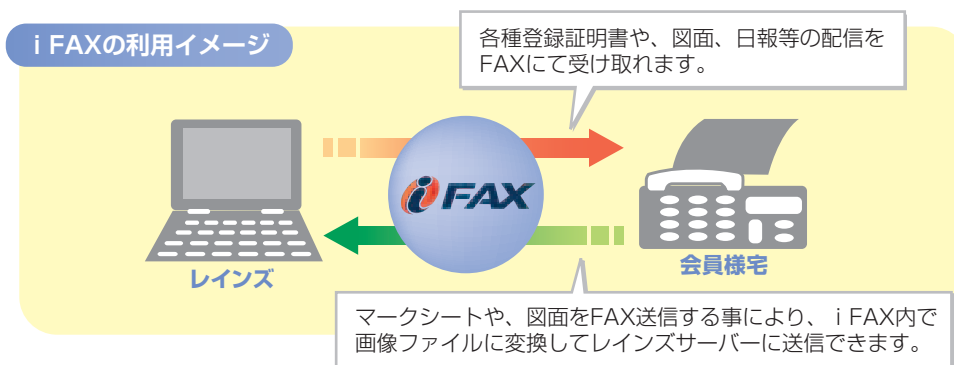 i FAXの利用イメージ
各種登録証明書や、図面、日報等の配信を
FAXにて受け取れます。
i FAX
レインズ
会員様宅
マークシートや、図面をFAX送信する事により、 i FAX内で
画像ファイルに変換してレインズサーバーに送信できます。